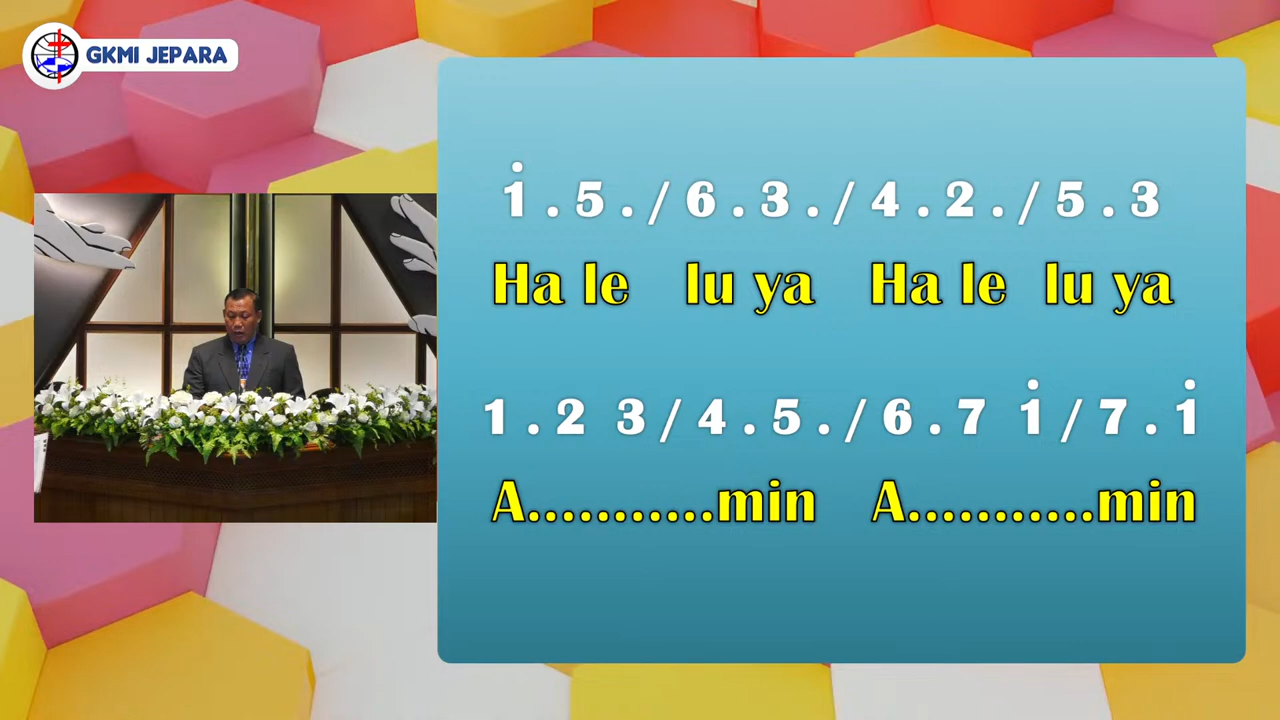 GKMI JEPARA
i . 5 . / 6 . 3 . / 4 . 2 . / 5 . 3
Ha le lu ya Ha le lu ya
1 . 2 3 / 4 . 5 . / 6 . 7 i / 7 . i
A...........min A...........min